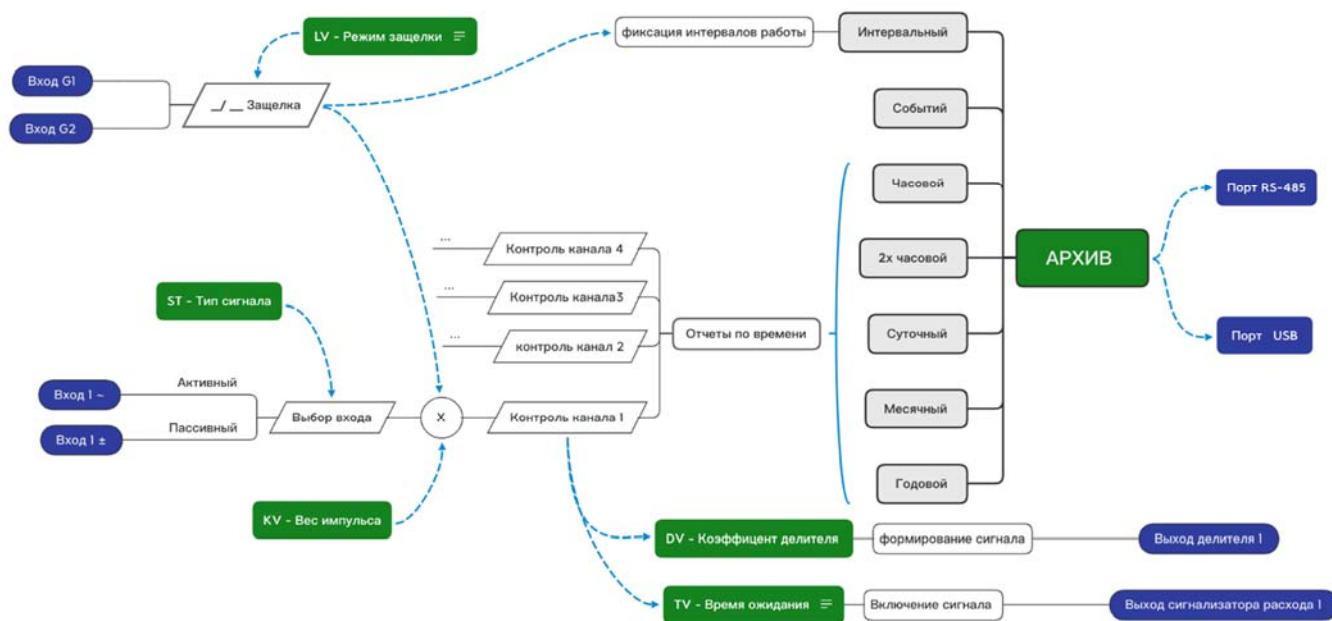 LV - Режим защелки
фиксация интервалов работы
Интервальный
Вход G1
Защелка
Вход G2
Событий
Часовой
Порт RS-485
...
Контроль канала 4
2х часовой
АРХИВ
ST - Тип сигнала
...
Контроль канала3
...
контроль канал 2
Отчеты по времени
Суточный
Порт USB
Активный
Вход 1 ~
Выбор входа
X
Контроль канала 1
Месячный
Пассивный
Вход 1 ±
Годовой
KV - Вес импульса
DV - Коэффицент делителя
формирование сигнала
Выход делителя 1
TV - Время ожидания
Включение сигнала
Выход сигнализатора расхода 1